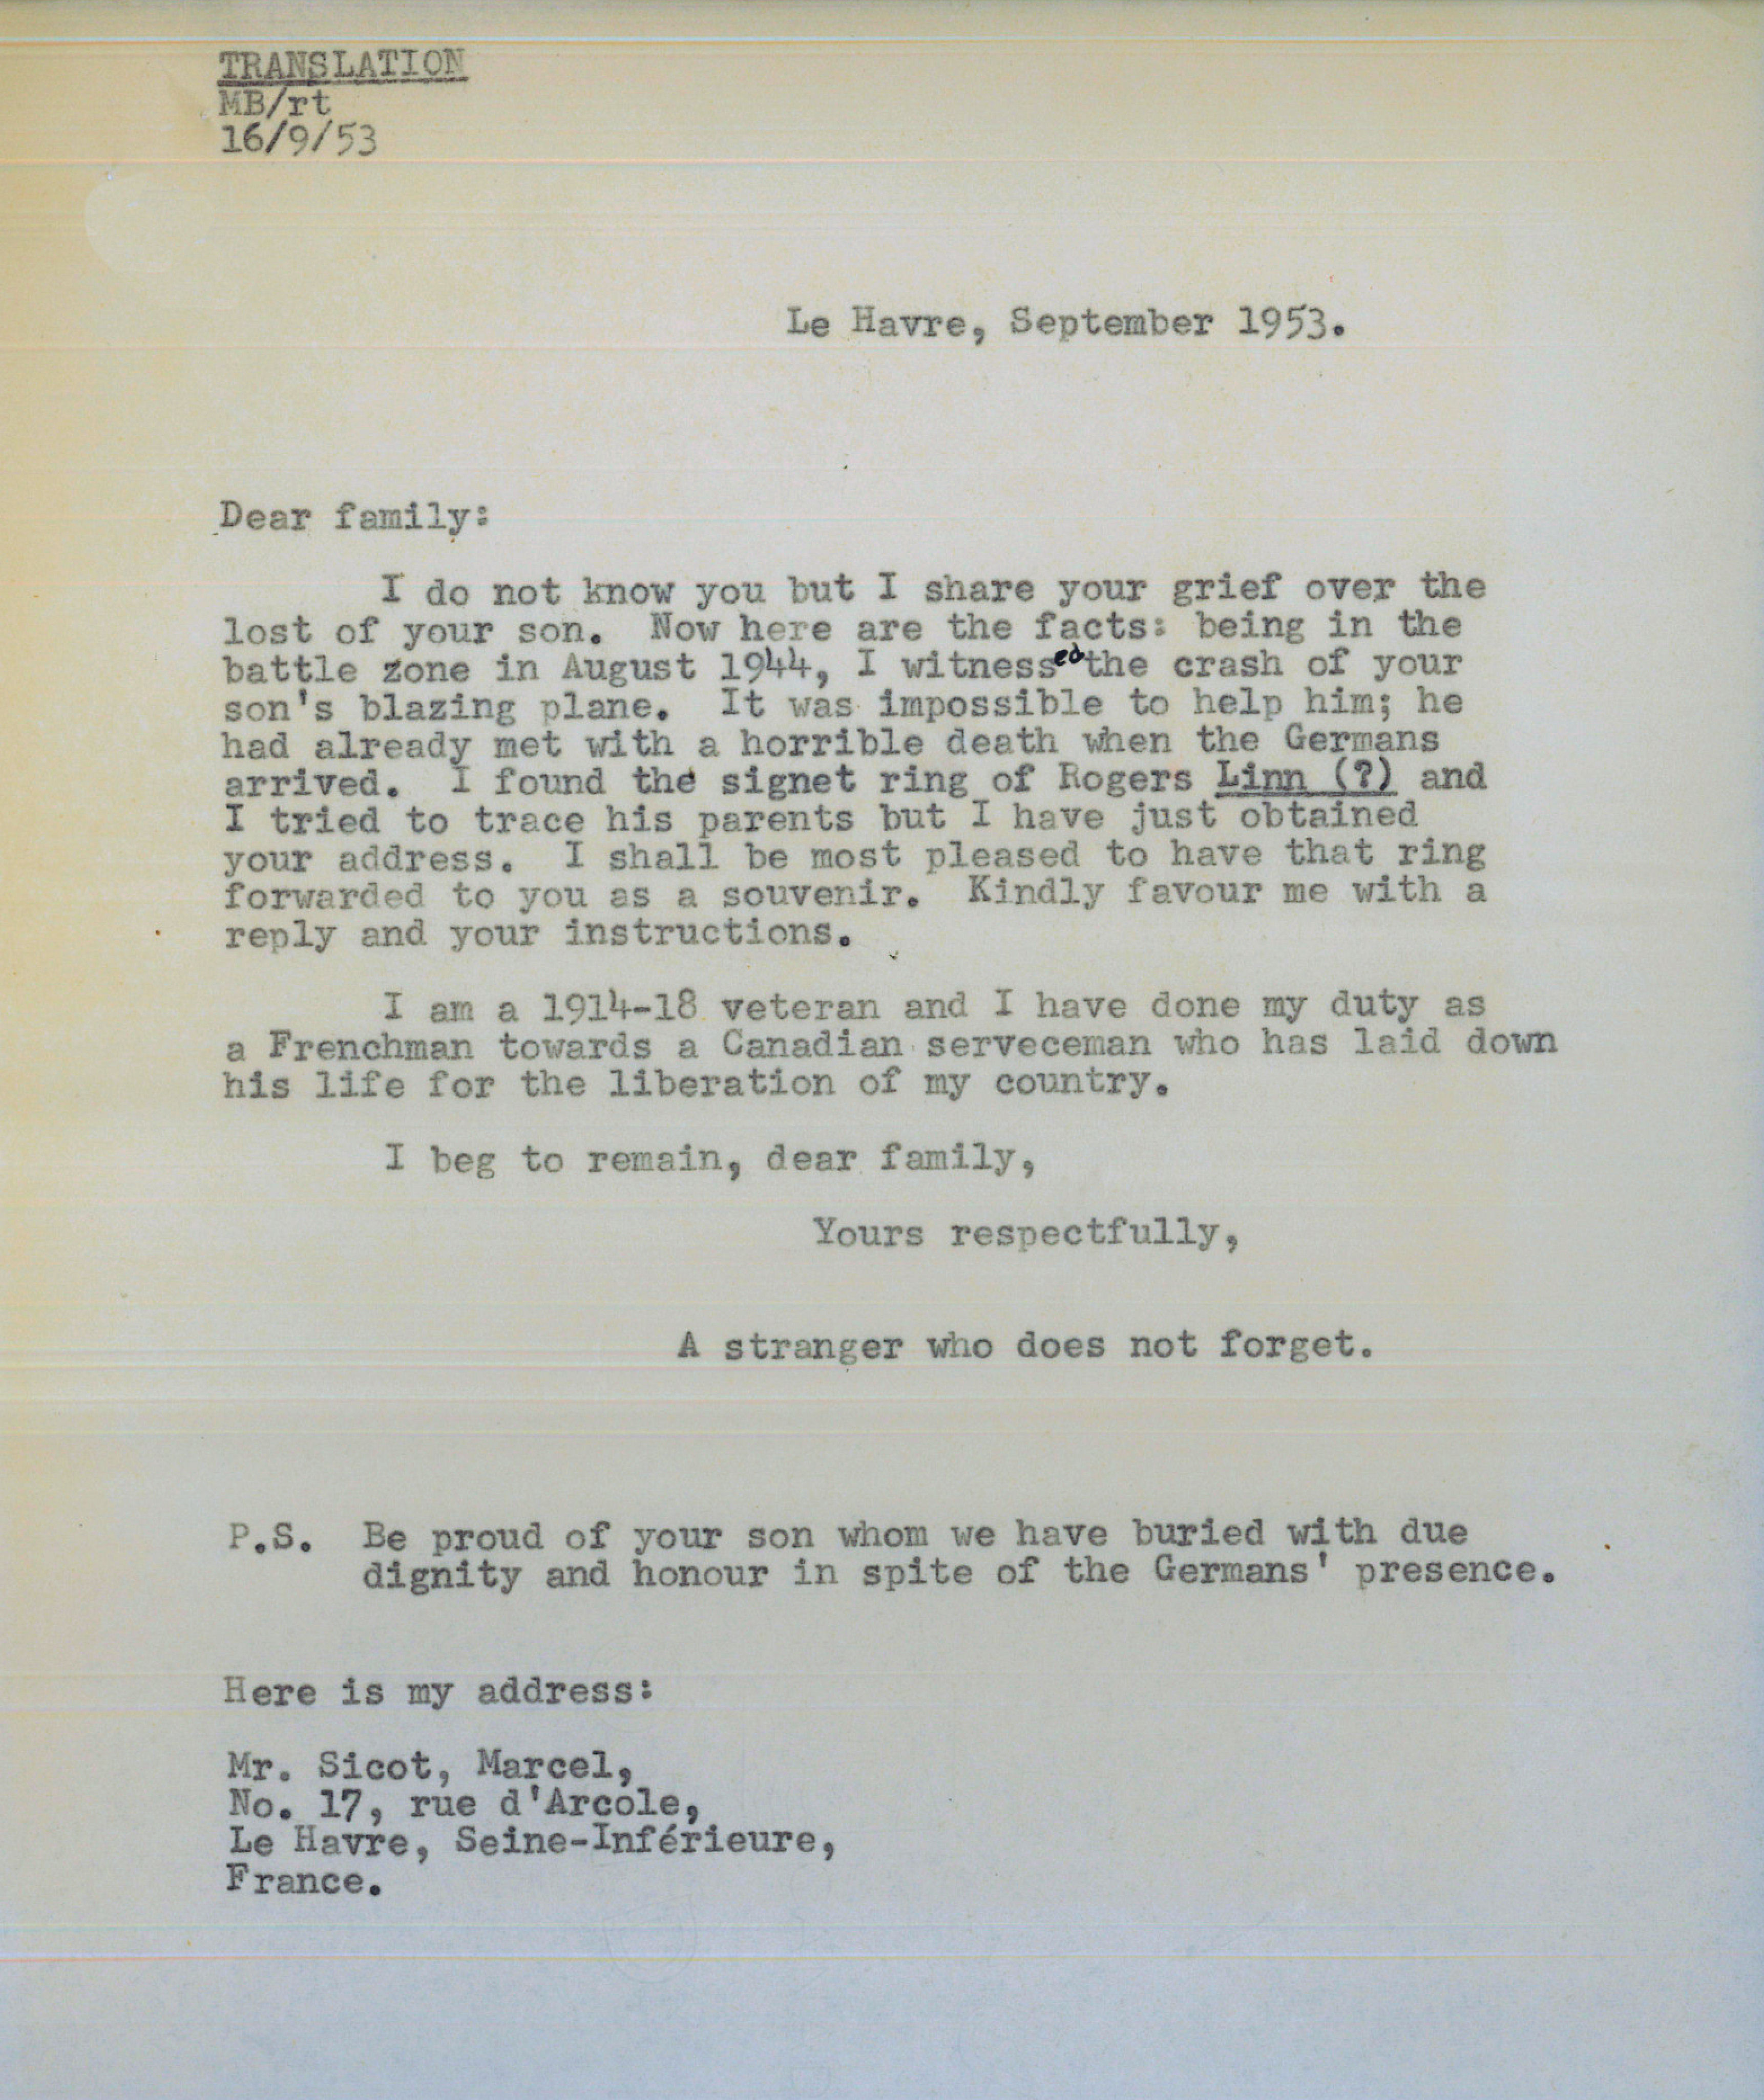 TRANSLATION
MB/rt
16/9/53
Le Havre, September 1953.
Dear family:
I do not know you but I share your grief over the
lost of your son. Now here are the facts: being in the
battle zone in August 1944, I witnessed the crash of your
son's blazing plane. It was impossible to help him; he
had already met with a horrible death when the Germans
arrived. I found the signet ring of Rogers Linn (?) and
I tried to trace his parents but I have just obtained
your address. I shall be most pleased to have that ring
forwarded to you as a souvenir. Kindly favour me with a
reply and your instructions.
I am a 1914-18 veteran and I have done my duty as
a Frenchman towards a Canadian serveceman who has laid down
his life for the liberation of my country.
I beg to remain, dear family,
Yours respectfully,
A stranger who does not forget.
P.S. Be proud of your son whom we have buried with due
dignity and honour in spite of the Germans' presence.
Here is my address:
Mr. Sicot, Marcel,
No. 17, rue d'Arcole,
Le Havre, Seine-Inférieure,
France.